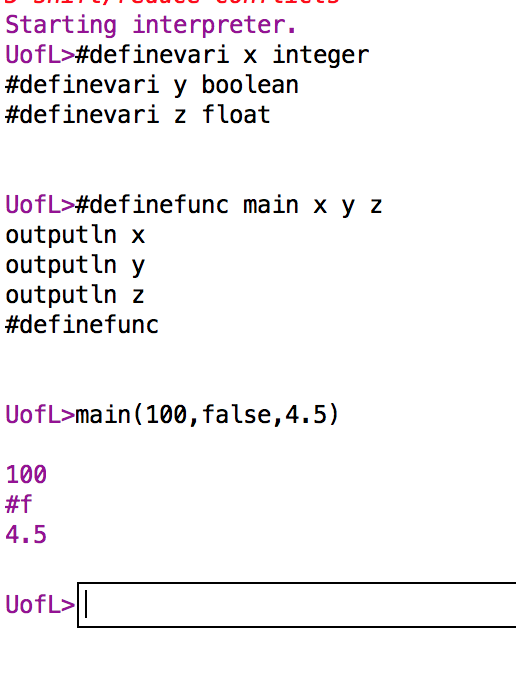 Starting interpreter.
UofL>#definevari x integer
#definevari y boolean
#definevari z float
UofL>#definefunc main x y z
outputln x
outputln y
outputln z
#definefunc
UofL>main(100,false,4.5)
100
#f
4.5
UofL>